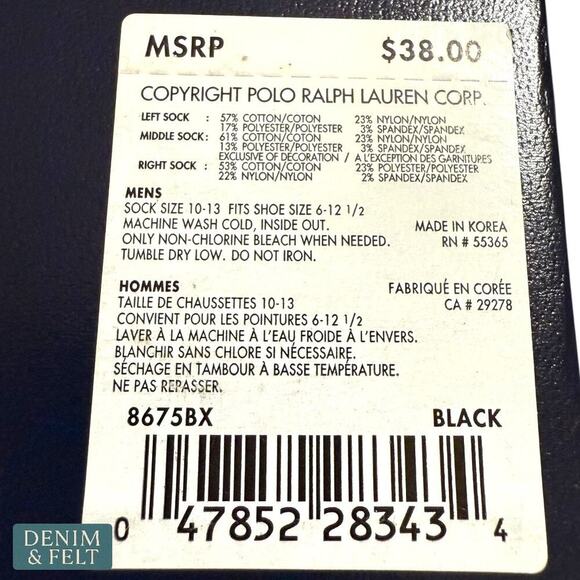 MSRP $38.00
COPYRIGHT POLO RALPH LAUREN CORP.
LEFT SOCK : 57% COTTON/COTON 23% NYLON/NYLON
17% POLYESTER/POLYESTER 3% SPANDEX/SPANDEX
MIDDLE SOCK : 61% COTTON/COTON 23% NYLON/NYLON
13% POLYESTER/POLYESTER 3% SPANDEX/SPANDEX
EXCLUSIVE OF DECORATION / A L'EXCEPTION DES GARNITURES
RIGHT SOCK : 53% COTTON/COTON 23% POLYESTER/POLYESTER
22% NYLON/NYLON 2% SPANDEX/SPANDEX
MENS
SOCK SIZE 10-13 FITS SHOE SIZE 6-12 1/2
MACHINE WASH COLD, INSIDE OUT. MADE IN KOREA
ONLY NON-CHLORINE BLEACH WHEN NEEDED. RN # 55365
TUMBLE DRY LOW. DO NOT IRON.
HOMMES FABRIQUÉ EN CORÉE
TAILLE DE CHAUSSETTES 10-13 CA # 29278
CONVIENT POUR LES POINTURES 6-12 1/2
LAVER À LA MACHINE À L'EAU FROIDE À L'ENVERS.
BLANCHIR SANS CHLORE SI NÉCESSAIRE.
SÉCHAGE EN TAMBOUR À BASSE TEMPÉRATURE.
NE PAS REPASSER.
8675BX BLACK
0 47852 28343 4
DENIM
& FELT